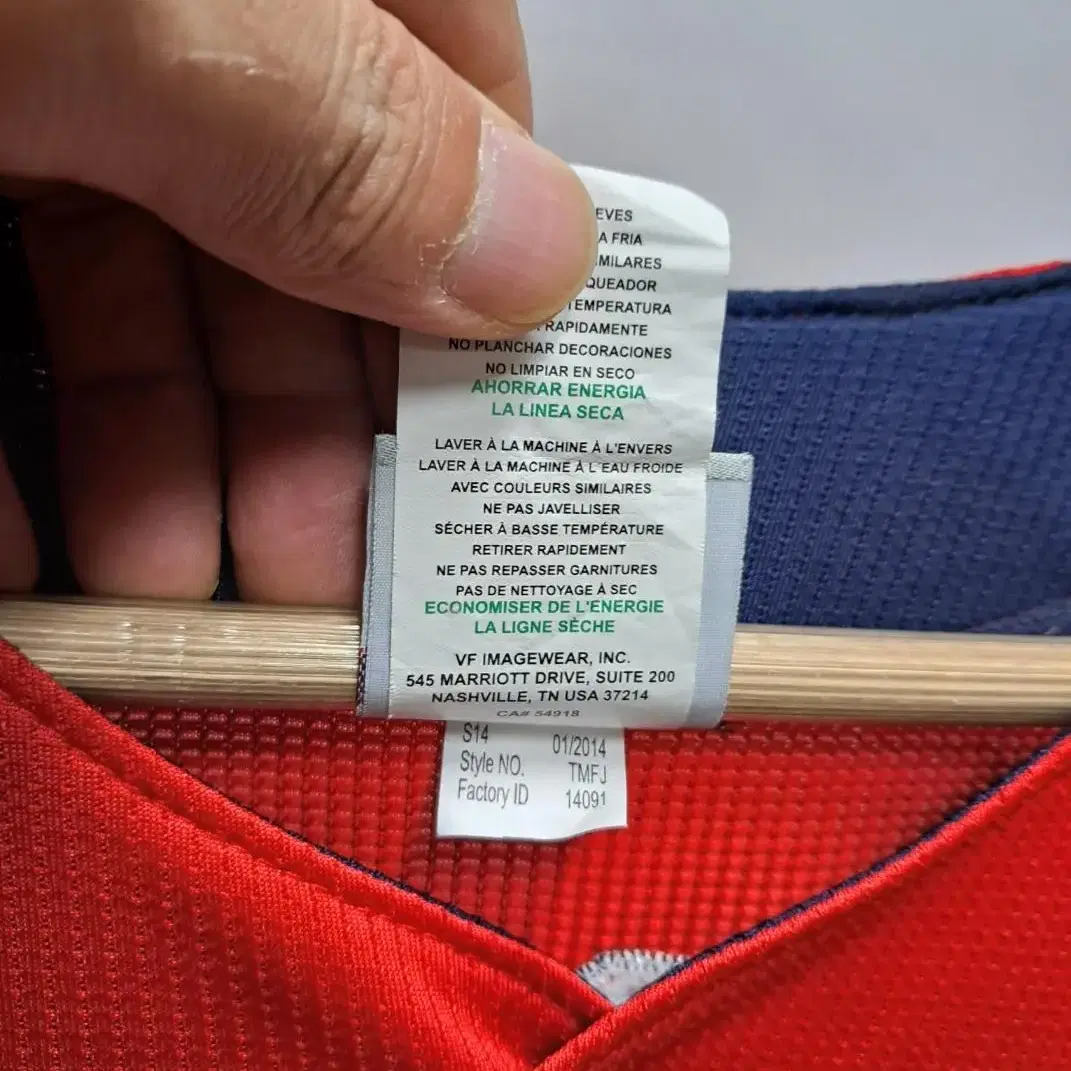 A FRIA
TEMPERATURA
RAPIDAMENTE
NO PLANCHAR DECORACIONES
NO LIMPIAR EN SECO
AHORRAR ENERGIA
LA LINEA SECA
LAVER À LA MACHINE À L'ENVERS
LAVER À LA MACHINE À L'EAU FROIDE
AVEC COULEURS SIMILAIRES
NE PAS JAVELLISER
SÉCHER À BASSE TEMPÉRATURE
RETIRER RAPIDEMENT
NE PAS REPASSER GARNITURES
PAS DE NETTOYAGE À SEC
ECONOMISER DE L'ENERGIE
LA LIGNE SÈCHE
VF IMAGEWEAR, INC.
545 MARRIOTT DRIVE, SUITE 200
NASHVILLE, TN USA 37214
CA# 54918
S14 01/2014
Style NO. TMFJ
Factory ID 14091